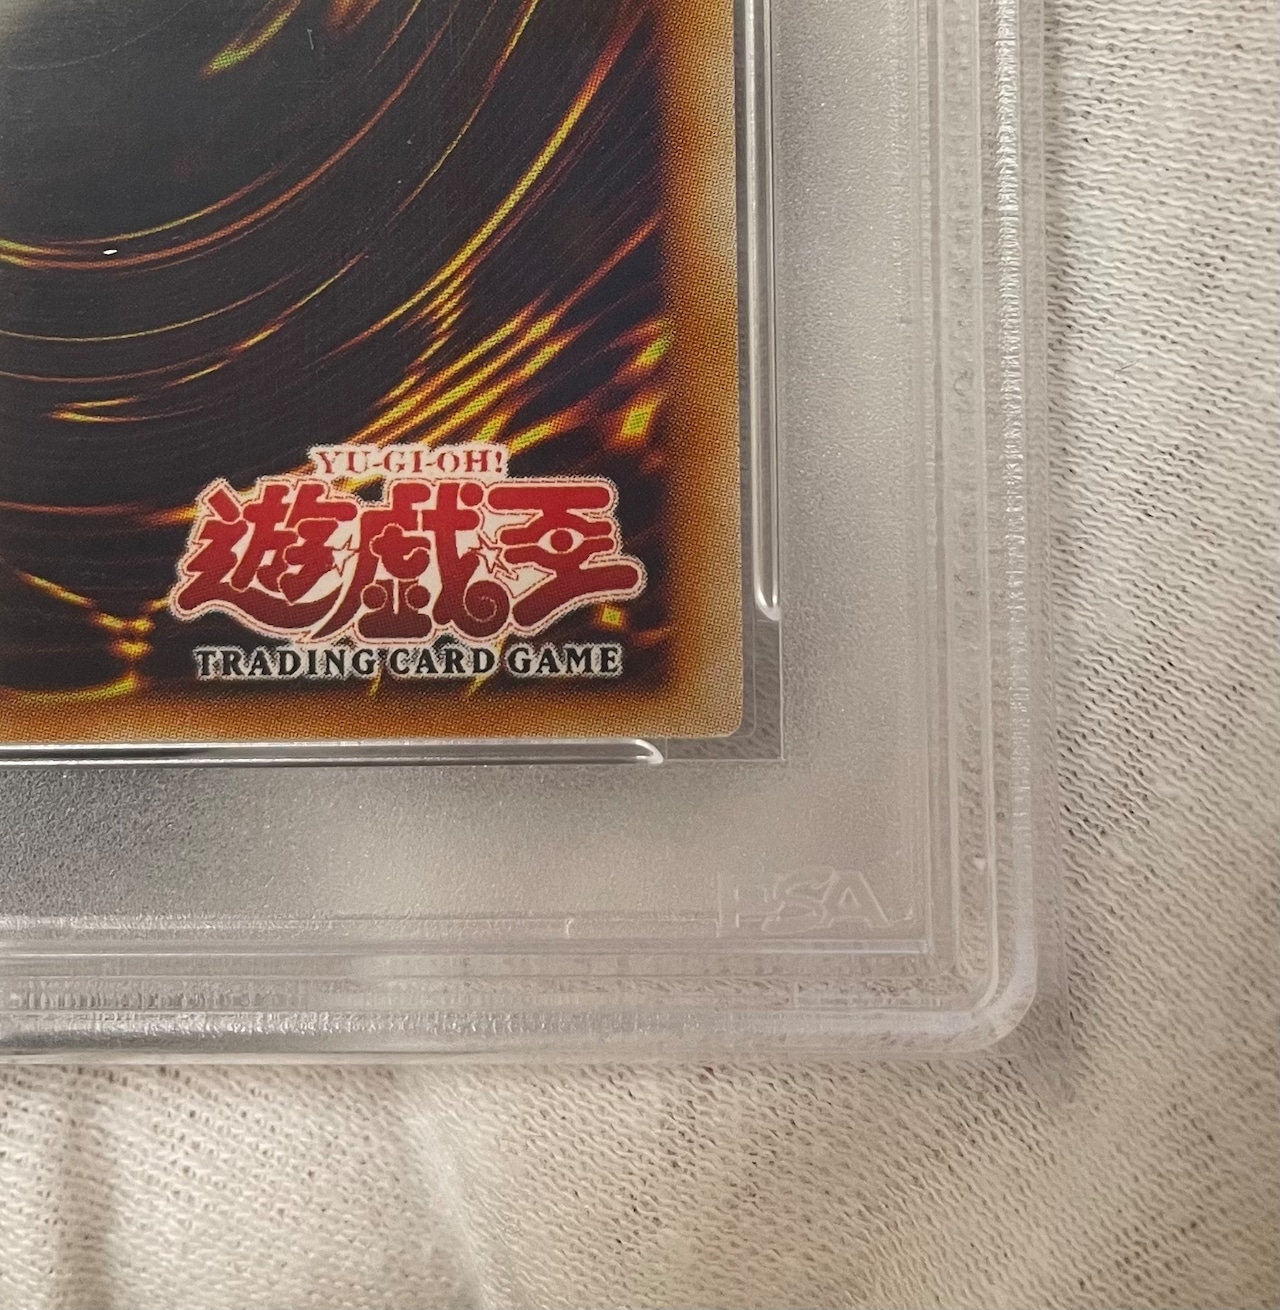 YU-GI-OH!
遊戯王
TRADING CARD GAME
PSA